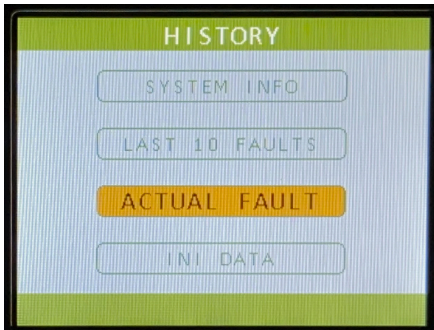 HISTORY
SYSTEM INFO
LAST 10 FAULTS
ACTUAL FAULT
INI DATA